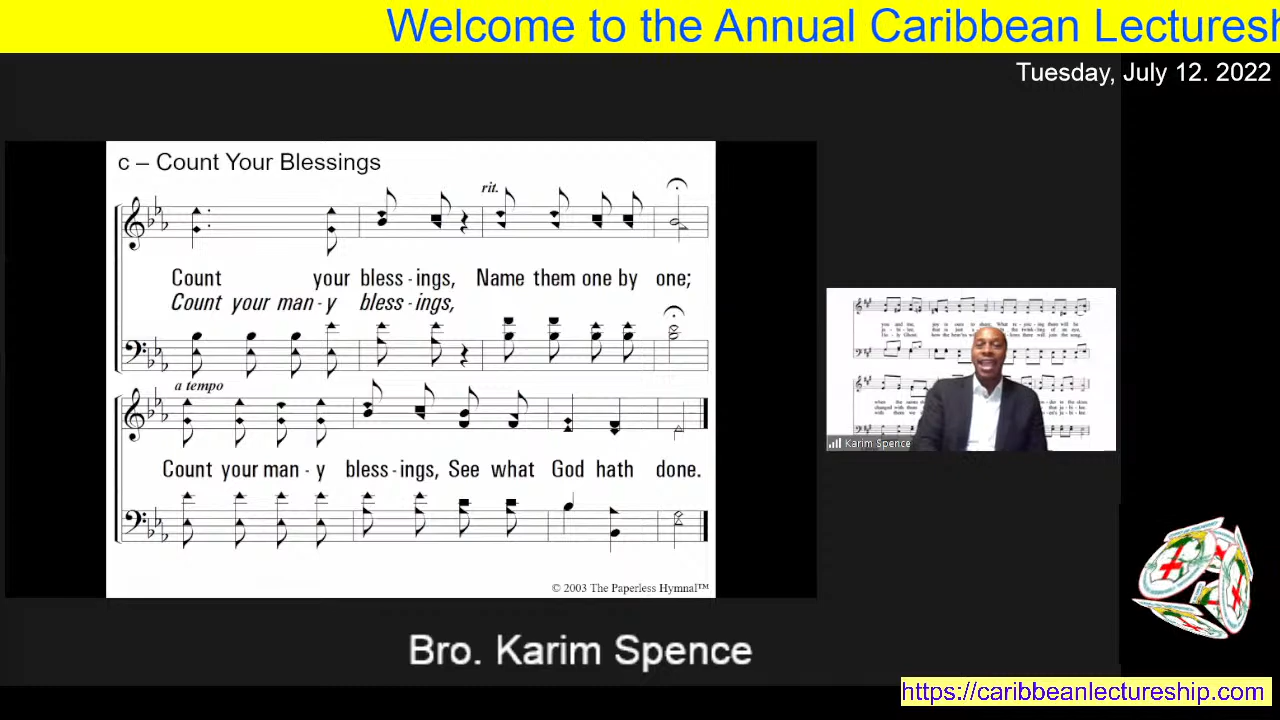 Welcome to the Annual Caribbean Lecturesh
Tuesday, July 12. 2022
c – Count Your Blessings
rit.
Count your bless - ings, Name them one by one;
Count your man - y bless - ings,
a tempo
Count your man - y bless - ings, See what God hath done.
© 2003 The Paperless Hymnal™
Karim Spence
Bro. Karim Spence
https://caribbeanlectureship.com